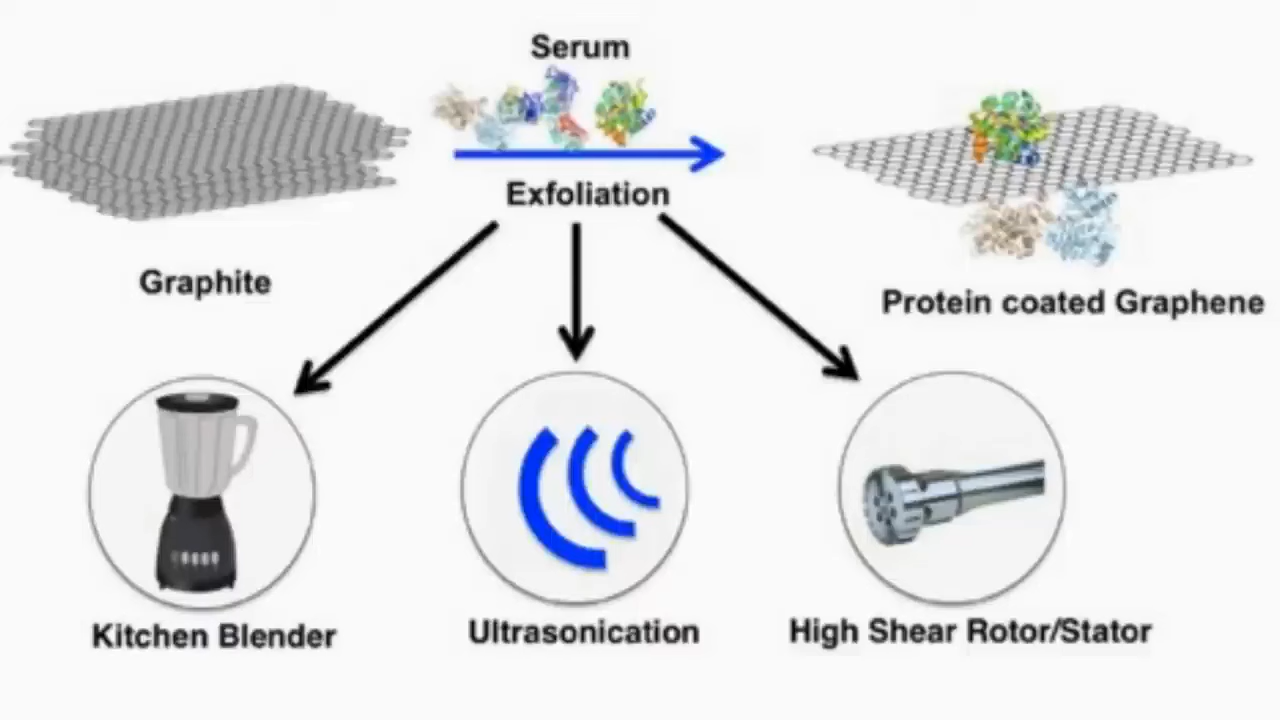 Serum
Exfoliation
Graphite
Protein coated Graphene
Kitchen Blender
Ultrasonication
High Shear Rotor/Stator